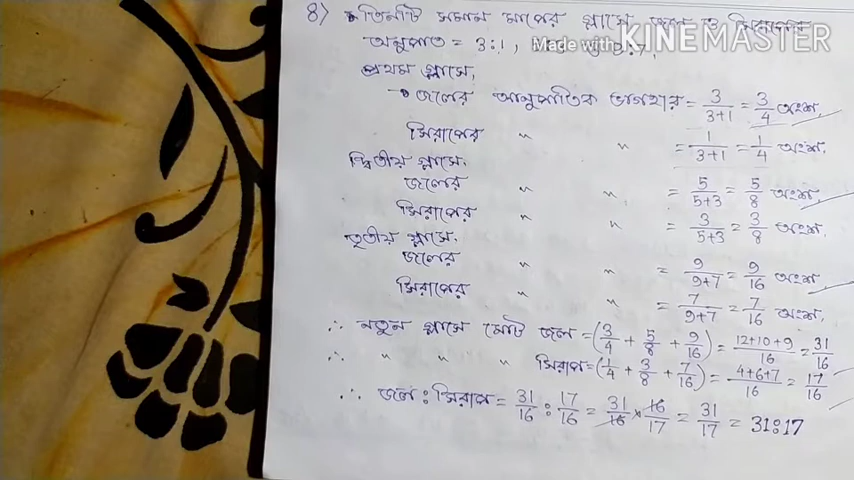 8) তিনটি সমান মাপের গ্লাসে জল ও সিরাপের
অনুপাত = 3:1,
Made with KINEMASTER
প্রথম গ্লাসে,
জলের আনুপাতিক ভাগহার = 3/3+1 = 3/4 অংশ,
সিরাপের " " = 1/3+1 = 1/4 অংশ,
দ্বিতীয় গ্লাসে,
জলের " " = 5/5+3 = 5/8 অংশ,
সিরাপের " " = 3/5+3 = 3/8 অংশ,
তৃতীয় গ্লাসে,
জলের " " = 9/9+7 = 9/16 অংশ,
সিরাপের " " = 7/9+7 = 7/16 অংশ,
∴ নতুন গ্লাসে মোট জল = (3/4 + 5/8 + 9/16) = 12+10+9/16 = 31/16
∴ " " " সিরাপ = (1/4 + 3/8 + 7/16) = 4+6+7/16 = 17/16
∴ জল : সিরাপ = 31/16 : 17/16 = 31/16 × 16/17 = 31/17 = 31:17